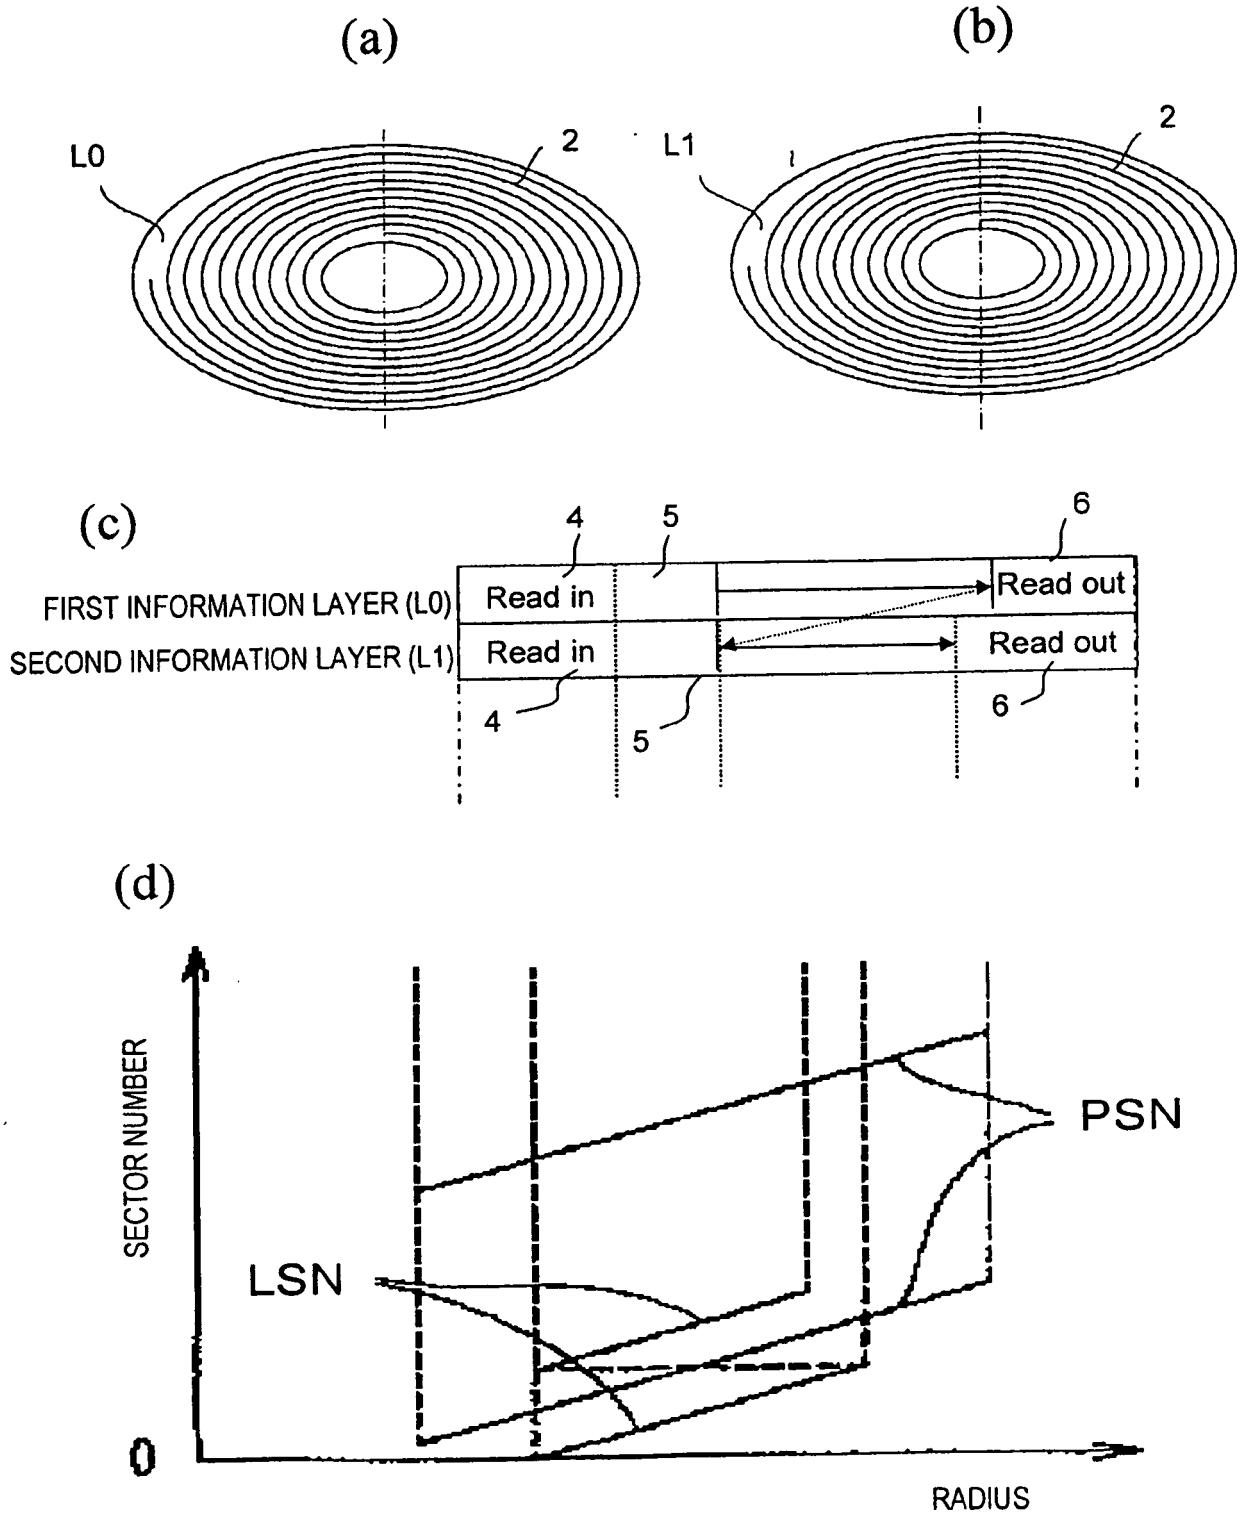 (a)
(b)
L0
2
L1
2
(c)
4
5
6
FIRST INFORMATION LAYER (L0)
Read in
Read out
SECOND INFORMATION LAYER (L1)
Read in
Read out
4
5
6
(d)
SECTOR NUMBER
PSN
LSN
0
RADIUS